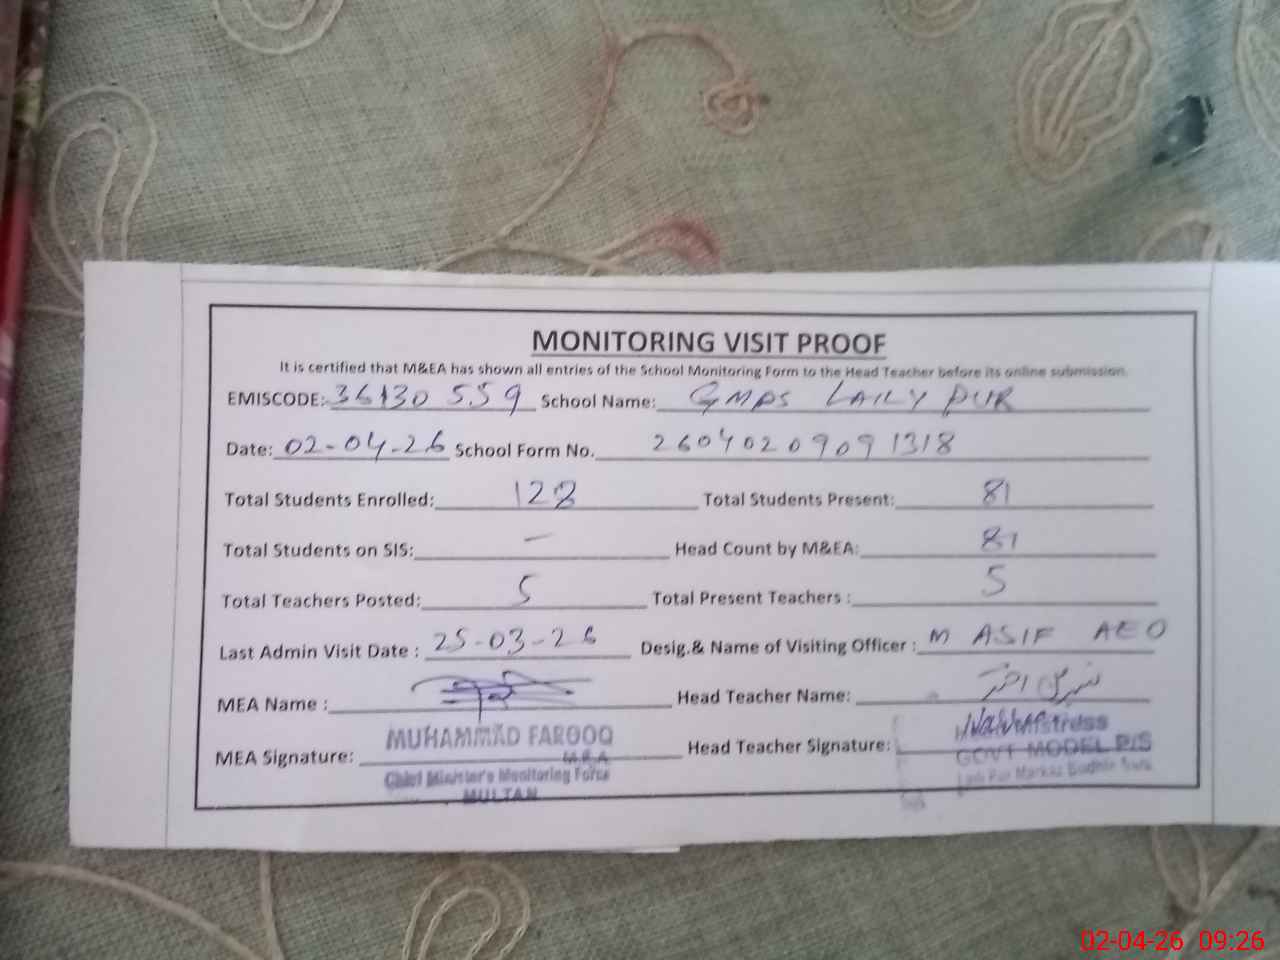 MONITORING VISIT PROOF
It is certified that M&EA has shown all entries of the School Monitoring Form to the Head Teacher before its online submission.
EMISCODE: 36130 559 School Name: GMPS LAILY PUR
Date: 02-04-26 School Form No. 2604020909 1318
Total Students Enrolled: 128 Total Students Present: 81
Total Students on SIS: — Head Count by M&EA: 81
Total Teachers Posted: 5 Total Present Teachers : 5
Last Admin Visit Date : 25-03-26 Desig.& Name of Visiting Officer : M ASIF AEO
MEA Name : Head Teacher Name: اختر
MEA Signature: MUHAMMAD FAROOQ Head Teacher Signature:
M.E.A
Chief Minister's Monitoring Force GOVT MODEL P/S
MULTAN
02-04-26 09:26